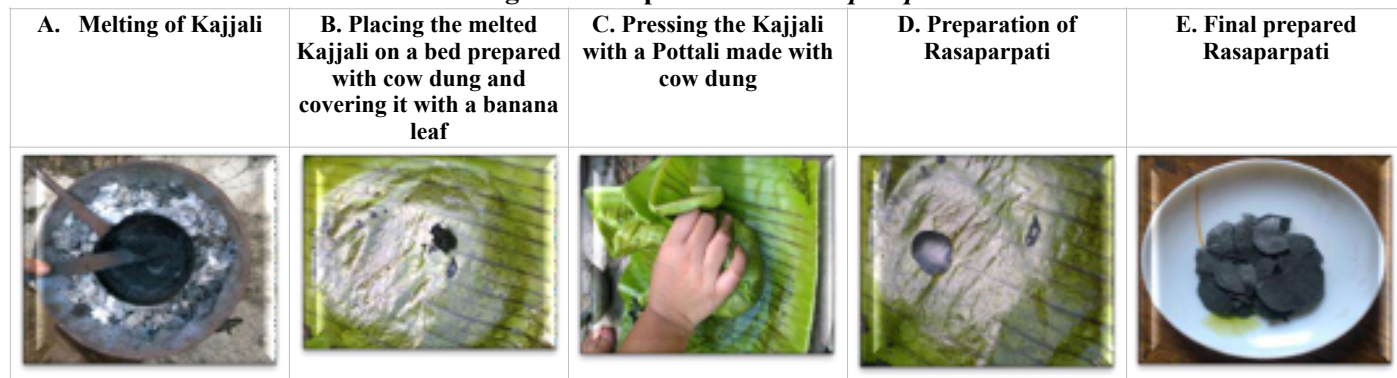 A. Melting of Kajjali
B. Placing the melted
Kajjali on a bed prepared
with cow dung and
covering it with a banana
leaf
C. Pressing the Kajjali
with a Pottali made with
cow dung
D. Preparation of
Rasaparpati
E. Final prepared
Rasaparpati